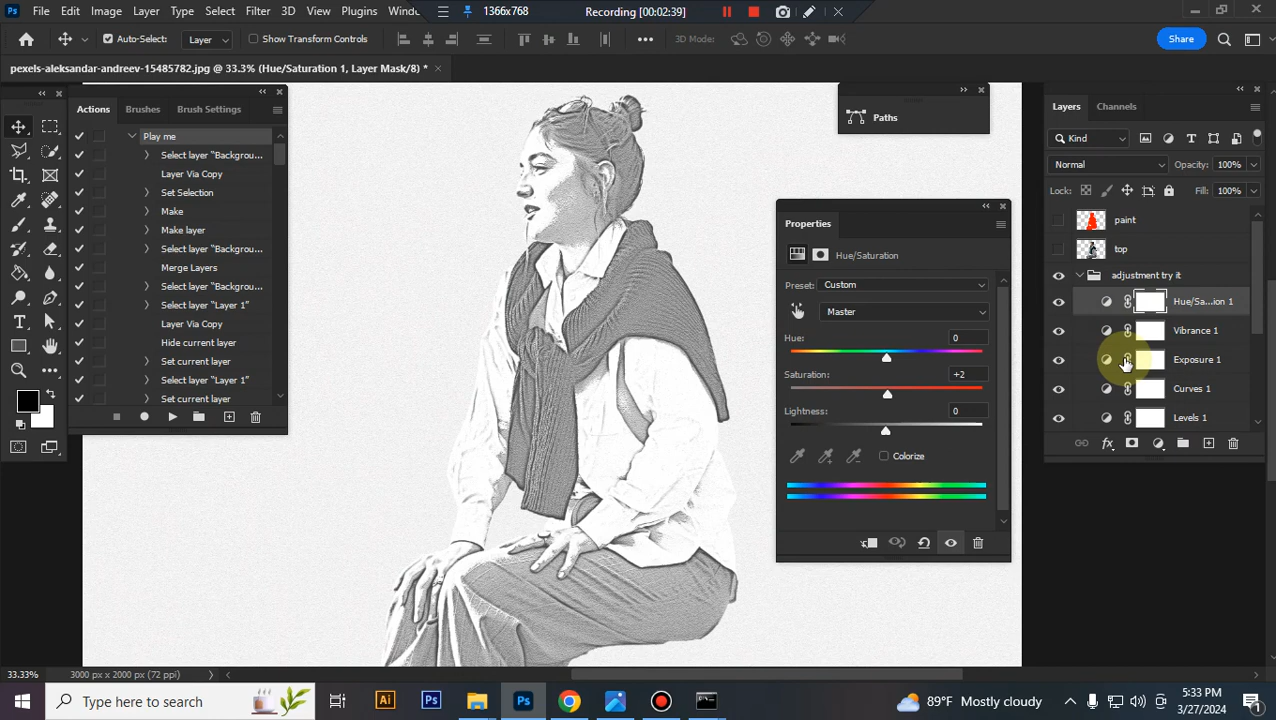 1366x768
Recording [00:02:39]
Ps File Edit Image Layer Type Select Filter 3D View Plugins Windo
Auto-Select: Layer Show Transform Controls 3D Mode: Share
pexels-aleksandar-andreev-15485782.jpg @ 33.3% (Hue/Saturation 1, Layer Mask/8) *
Actions Brushes Brush Settings
Play me
Select layer "Backgrou...
Layer Via Copy
Set Selection
Make
Make layer
Select layer "Backgrou...
Merge Layers
Select layer "Backgrou...
Select layer "Layer 1"
Layer Via Copy
Hide current layer
Set current layer
Select layer "Layer 1"
Set current layer
Paths
Properties
Hue/Saturation
Preset: Custom
Master
Hue: 0
Saturation: +2
Lightness: 0
Colorize
Layers Channels
Kind
Normal Opacity: 100%
Lock: Fill: 100%
paint
top
adjustment try it
Hue/Sa...ion 1
Vibrance 1
Exposure 1
Curves 1
Levels 1
33.33% 3000 px x 2000 px (72 ppi)
Type here to search
Ai Ps Ps
89°F Mostly cloudy
3:33 PM
3/27/2024
1